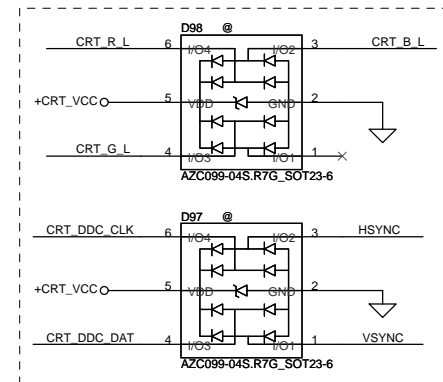 D98 @
CRT_R_L 6 I/O4 I/O2 3 CRT_B_L
+CRT_VCC 5 VDD GND 2
CRT_G_L 4 I/O3 I/O1 1
AZC099-04S.R7G_SOT23-6
D97 @
CRT_DDC_CLK 6 I/O4 I/O2 3 HSYNC
+CRT_VCC 5 VDD GND 2
CRT_DDC_DAT 4 I/O3 I/O1 1 VSYNC
AZC099-04S.R7G_SOT23-6